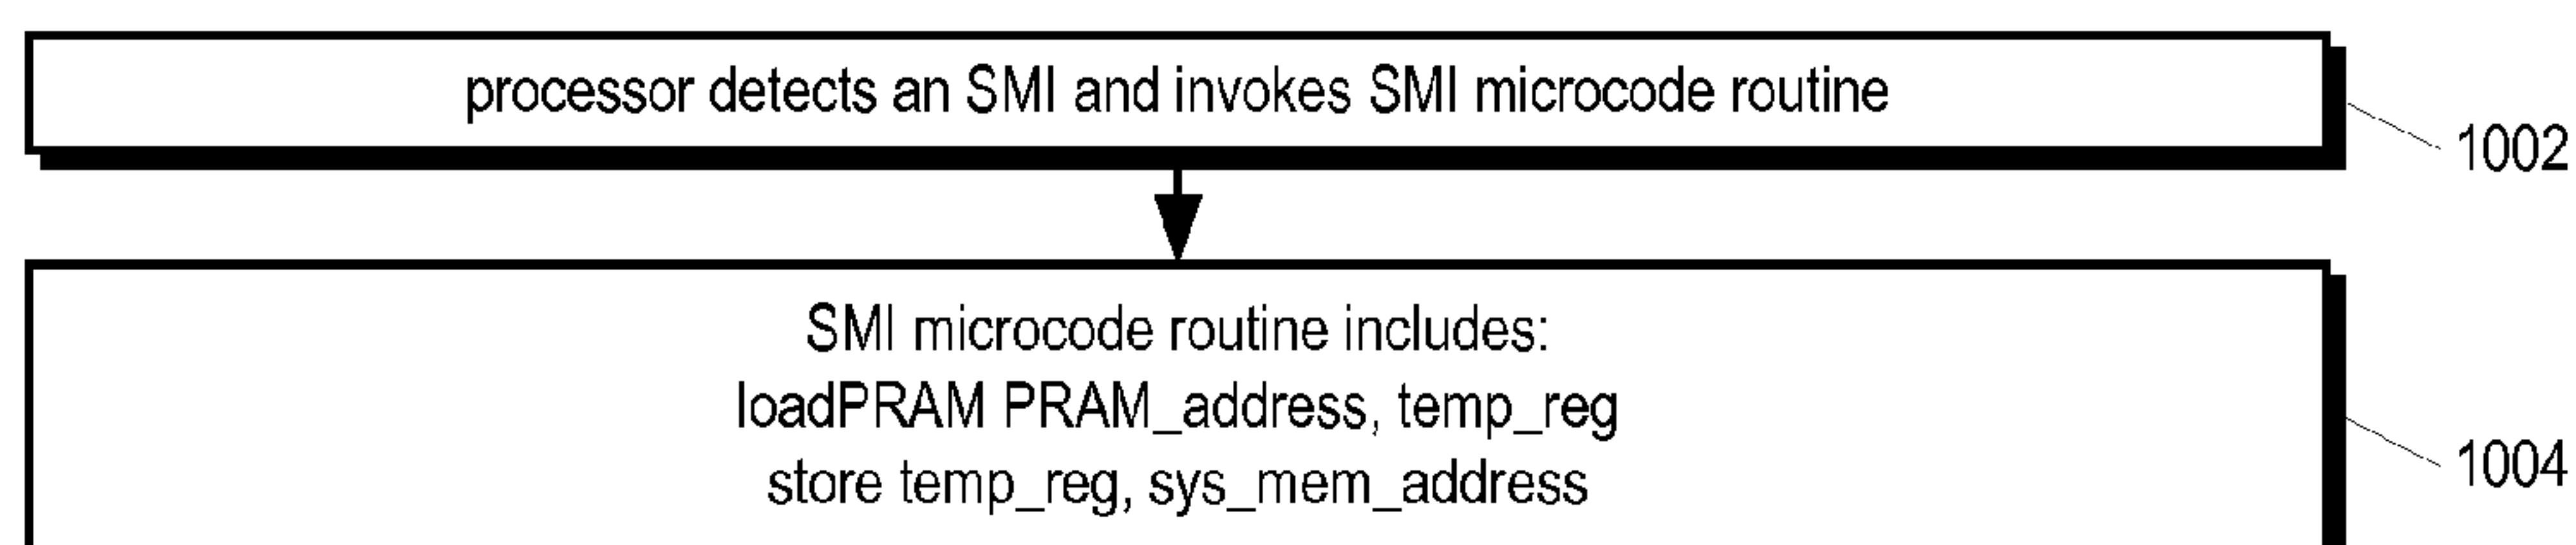 processor detects an SMI and invokes SMI microcode routine
1002
SMI microcode routine includes:
loadPRAM PRAM_address, temp_reg
store temp_reg, sys_mem_address
1004